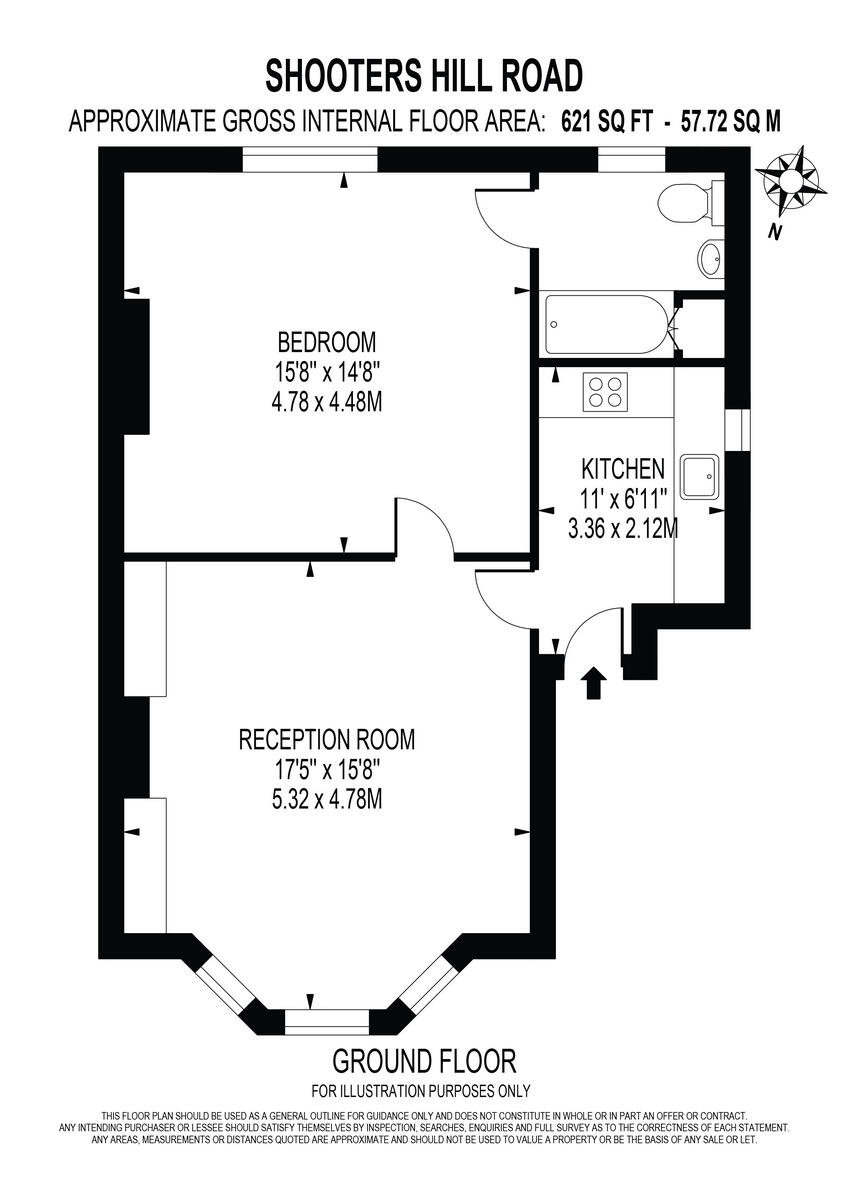 SHOOTERS HILL ROAD
APPROXIMATE GROSS INTERNAL FLOOR AREA: 621 SQ FT - 57.72 SQ M
N
BEDROOM
15'8" x 14'8"
4.78 x 4.48M
KITCHEN
11' x 6'11"
3.36 x 2.12M
RECEPTION ROOM
17'5" x 15'8"
5.32 x 4.78M
GROUND FLOOR
FOR ILLUSTRATION PURPOSES ONLY
THIS FLOOR PLAN SHOULD BE USED AS A GENERAL OUTLINE FOR GUIDANCE ONLY AND DOES NOT CONSTITUTE IN WHOLE OR IN PART AN OFFER OR CONTRACT.
ANY INTENDING PURCHASER OR LESSEE SHOULD SATISFY THEMSELVES BY INSPECTION, SEARCHES, ENQUIRIES AND FULL SURVEY AS TO THE CORRECTNESS OF EACH STATEMENT.
ANY AREAS, MEASUREMENTS OR DISTANCES QUOTED ARE APPROXIMATE AND SHOULD NOT BE USED TO VALUE A PROPERTY OR BE THE BASIS OF ANY SALE OR LET.